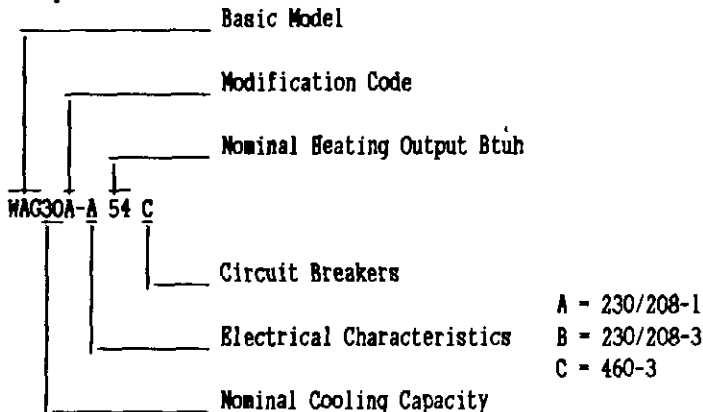 Basic Model
Modification Code
Nominal Heating Output Btuh
WAG30A-A 54 C
Circuit Breakers
A - 230/208-1
Electrical Characteristics B - 230/208-3
C - 460-3
Nominal Cooling Capacity